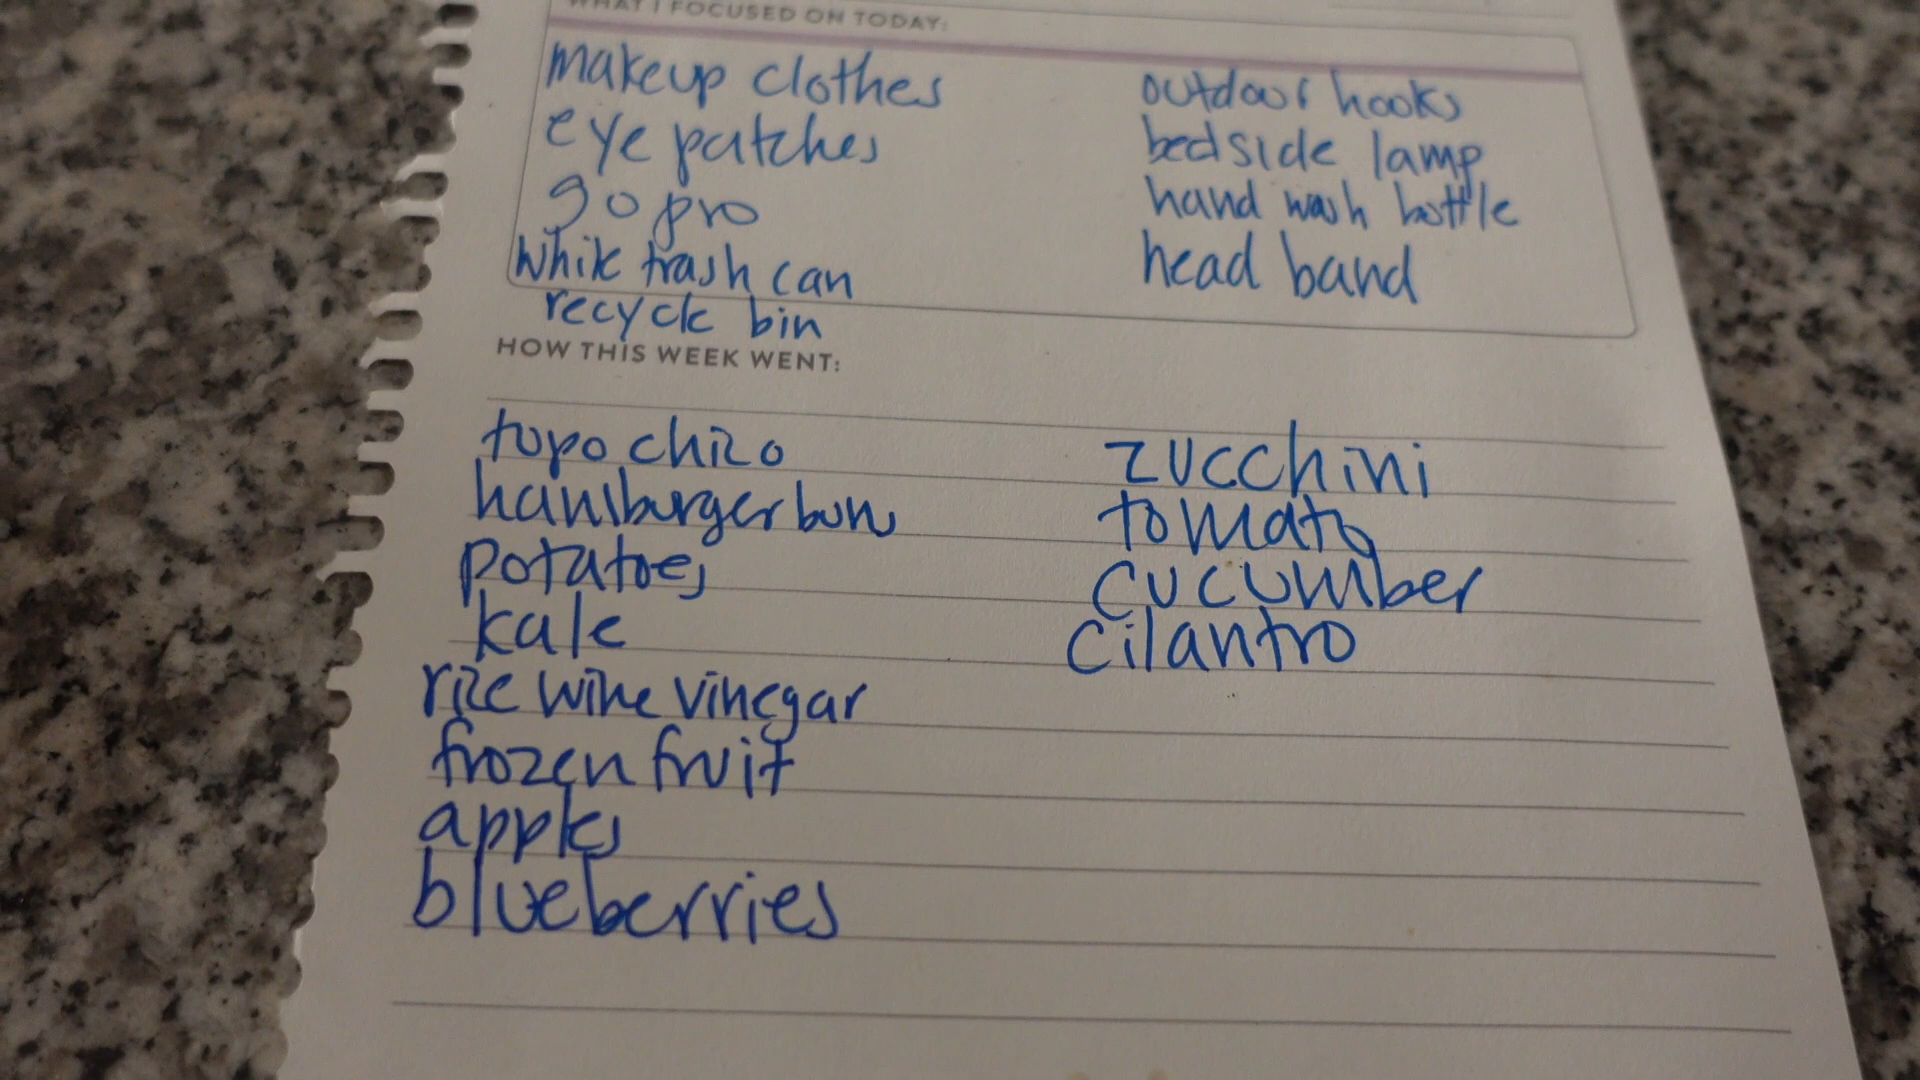 WHAT I FOCUSED ON TODAY:
makeup clothes
eye patches
go pro
white trash can
recycle bin
outdoor hooks
bedside lamp
hand wash bottle
head band
HOW THIS WEEK WENT:
topo chico
hamburger buns
potatoes
kale
rice wine vinegar
frozen fruit
apples
blueberries
zucchini
tomato
cucumber
cilantro